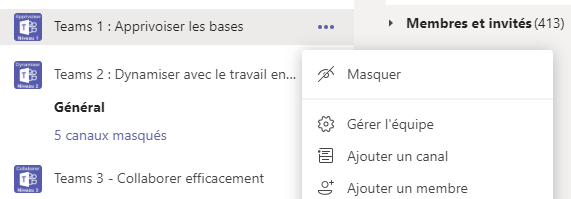 Apprivoiser
Niveau 1
Teams 1 : Apprivoiser les bases
Dynamiser
Niveau 2
Teams 2 : Dynamiser avec le travail en...
Général
5 canaux masqués
Collaborer
Niveau 3
Teams 3 - Collaborer efficacement
Membres et invités (413)
Masquer
Gérer l'équipe
Ajouter un canal
Ajouter un membre